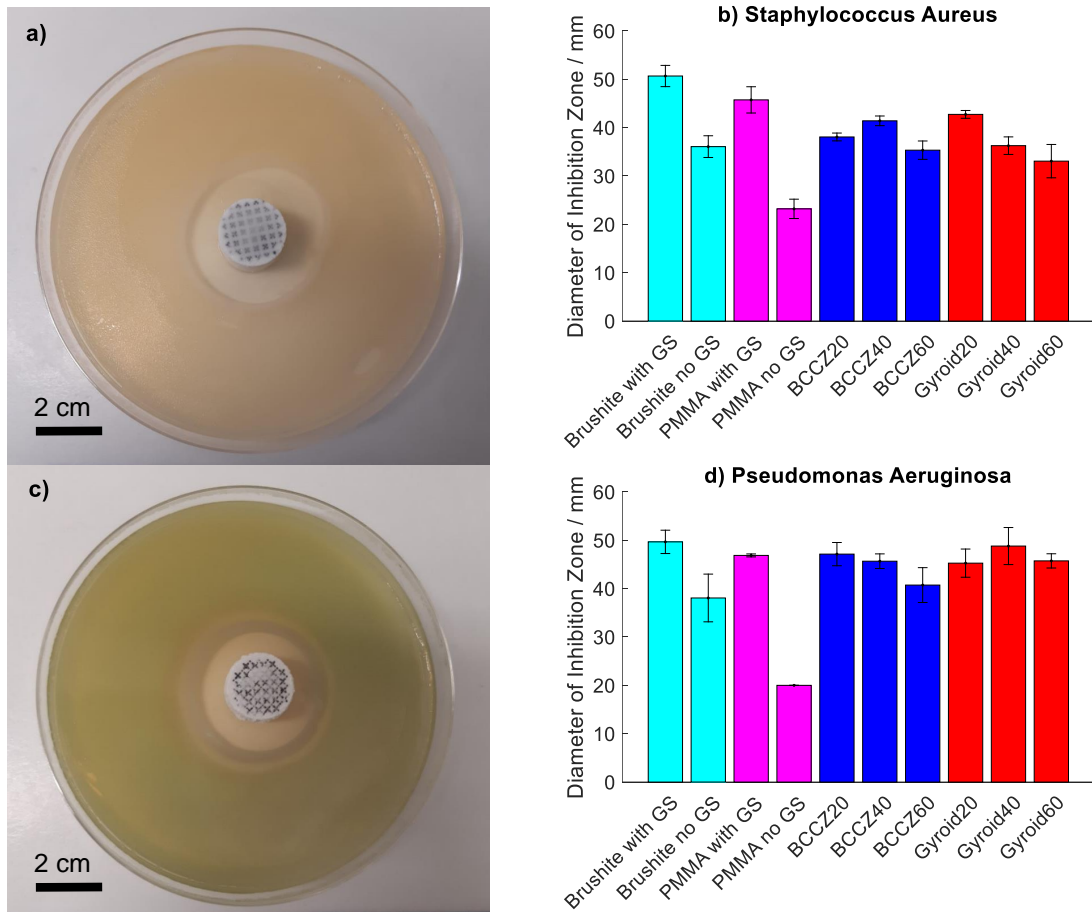 a)
2 cm
b) Staphylococcus Aureus
Diameter of Inhibition Zone / mm
60
50
40
30
20
10
0
Brushite with GS
Brushite no GS
PMMA with GS
PMMA no GS
BCCZ20
BCCZ40
BCCZ60
Gyroid20
Gyroid40
Gyroid60
c)
2 cm
d) Pseudomonas Aeruginosa
Diameter of Inhibition Zone / mm
60
50
40
30
20
10
0
Brushite with GS
Brushite no GS
PMMA with GS
PMMA no GS
BCCZ20
BCCZ40
BCCZ60
Gyroid20
Gyroid40
Gyroid60